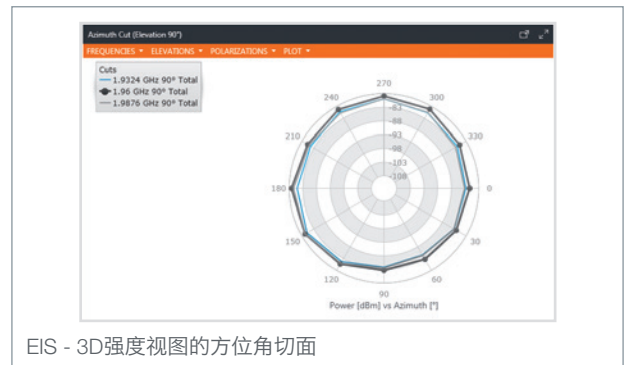 Azimuth Cut (Elevation 90°)
FREQUENCIES ELEVATIONS POLARIZATIONS PLOT
Cuts
1.9324 GHz 90° Total
1.96 GHz 90° Total
1.9876 GHz 90° Total
270
240
300
-83
-88
210
330
-93
-98
-103
-108
180
0
150
30
120
60
90
Power [dBm] vs Azimuth [°]
EIS - 3D强度视图的方位角切面